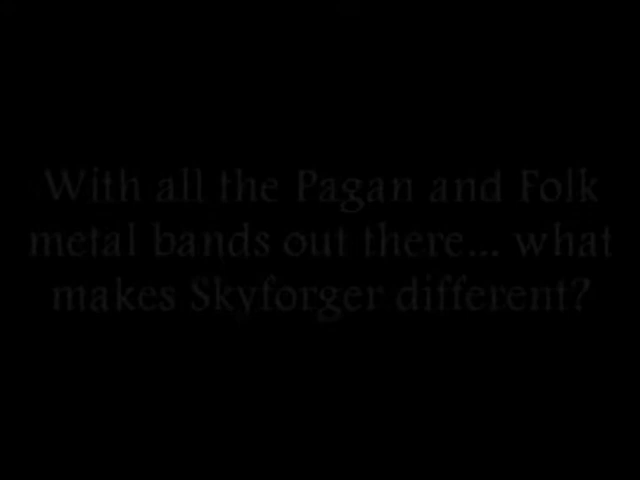 With all the Pagan and Folk
metal bands out there... what
makes Skyforger different?